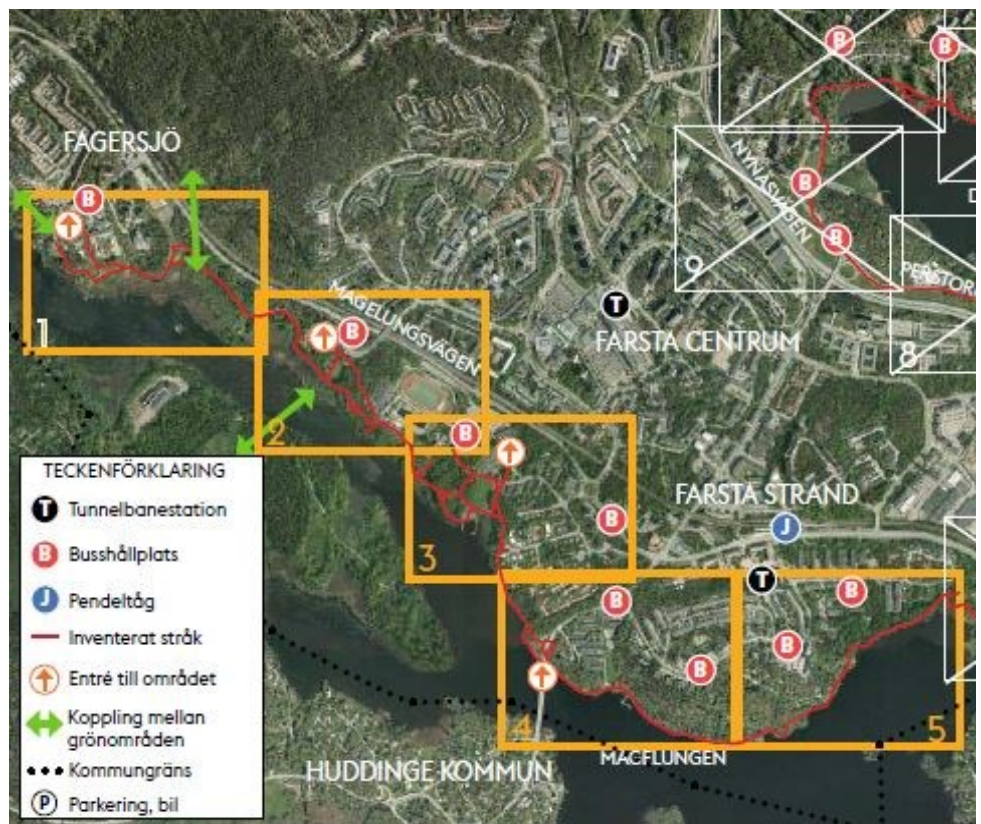 FAGERSJÖ
NYNÄSVÄGEN
9
PERSTOR
8
1
MAGELUNGSVÄGEN
T
FARSTA CENTRUM
2
B
B
B
B
B
B
B
3
FARSTA STRAND
J
T
B
B
B
B
B
4
5
MAGELUNGEN
HUDDINGE KOMMUN
TECKENFÖRKLARING
T Tunnelbanestation
B Busshållplats
J Pendeltåg
Inventerat stråk
Entré till området
Koppling mellan
grönområden
Kommungräns
P Parkering, bil